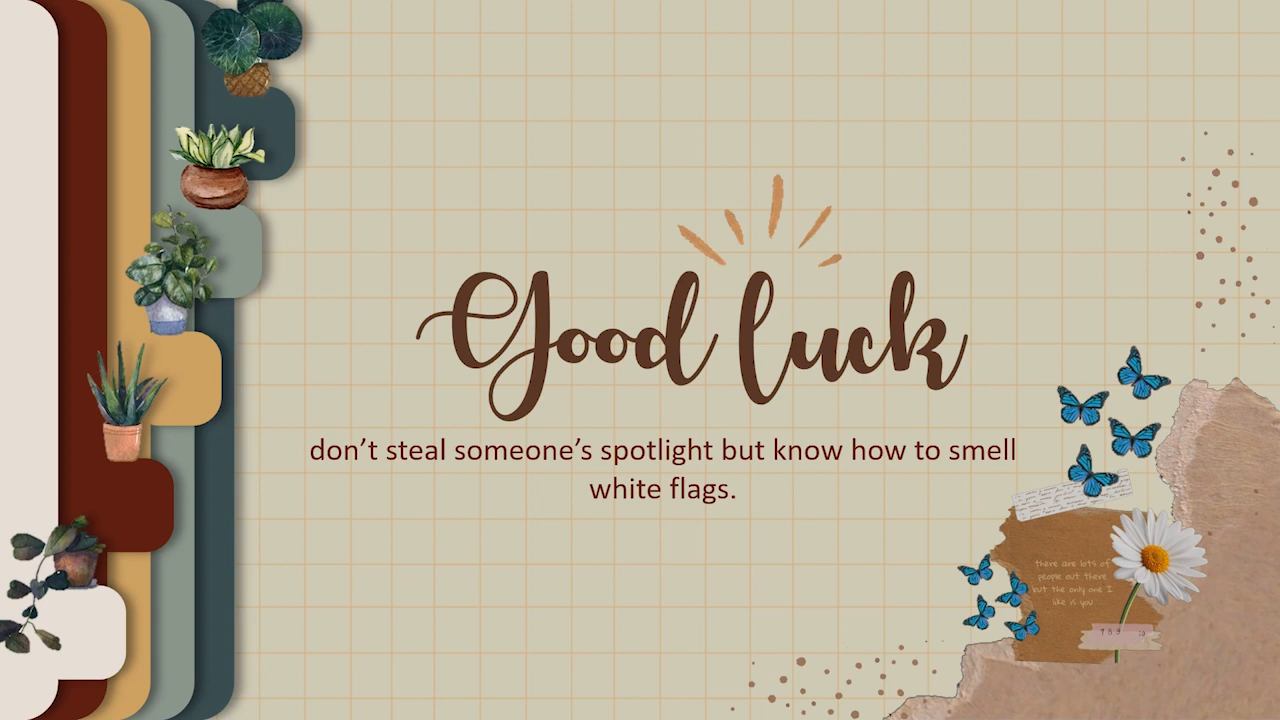 Good luck
don’t steal someone’s spotlight but know how to smell
white flags.
there are lots of
people out there
but the only one I
like is you